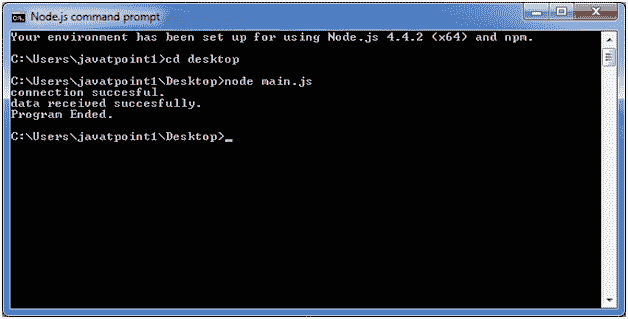 Node.js command prompt
Your environment has been set up for using Node.js 4.4.2 (x64) and npm.
C:\Users\javatpoint1>cd desktop
C:\Users\javatpoint1\Desktop>node main.js
connection succesful.
data received succesfully.
Program Ended.
C:\Users\javatpoint1\Desktop>_